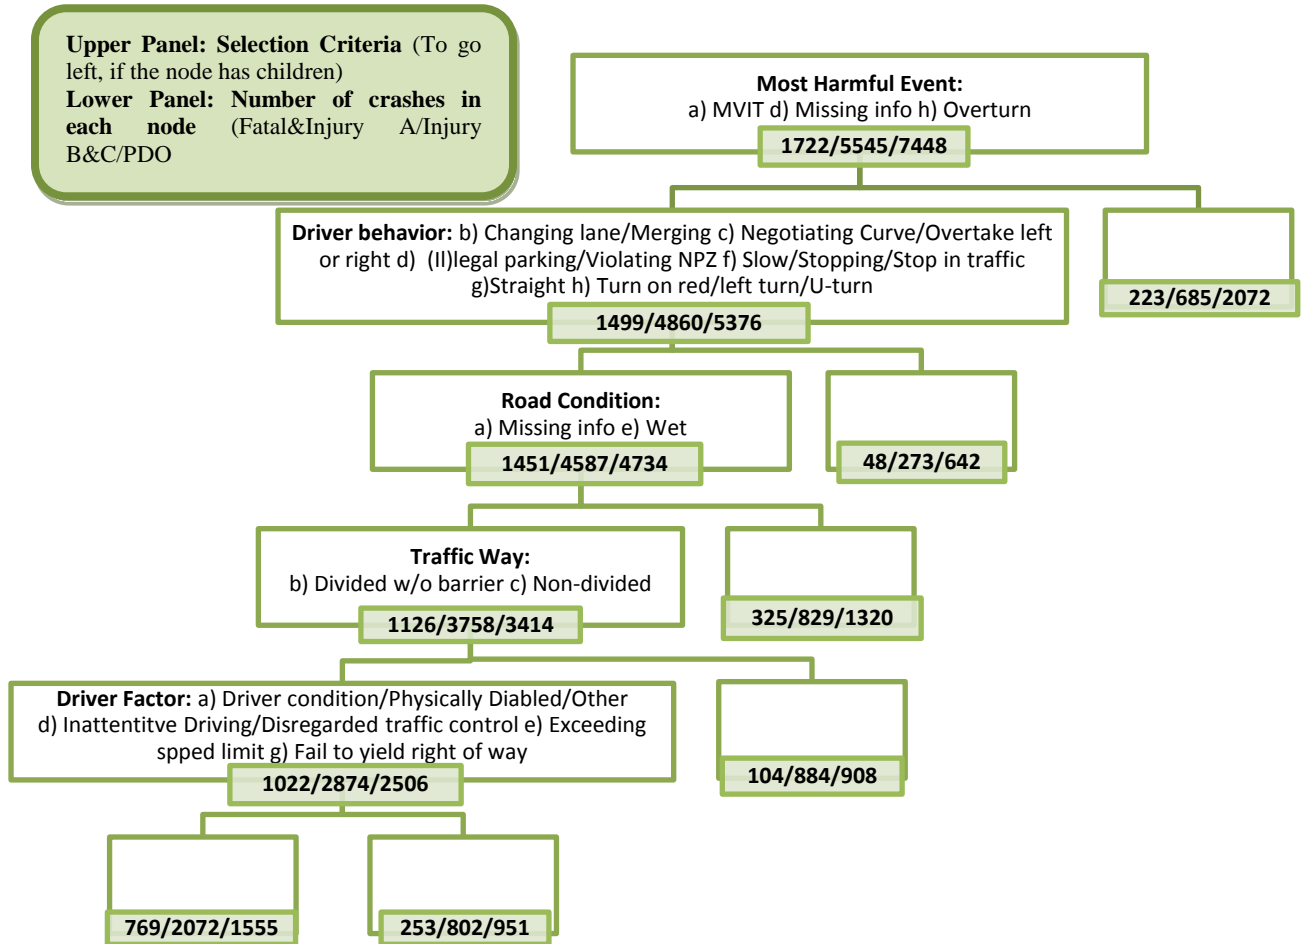 Upper Panel: Selection Criteria (To go
left, if the node has children)
Lower Panel: Number of crashes in
each node (Fatal&Injury A/Injury
B&C/PDO
Most Harmful Event:
a) MVIT d) Missing info h) Overturn
1722/5545/7448
Driver behavior: b) Changing lane/Merging c) Negotiating Curve/Overtake left
or right d) (Il)legal parking/Violating NPZ f) Slow/Stopping/Stop in traffic
g)Straight h) Turn on red/left turn/U-turn
1499/4860/5376
223/685/2072
Road Condition:
a) Missing info e) Wet
1451/4587/4734
48/273/642
Traffic Way:
b) Divided w/o barrier c) Non-divided
1126/3758/3414
325/829/1320
Driver Factor: a) Driver condition/Physically Diabled/Other
d) Inattentitve Driving/Disregarded traffic control e) Exceeding
spped limit g) Fail to yield right of way
1022/2874/2506
104/884/908
769/2072/1555
253/802/951